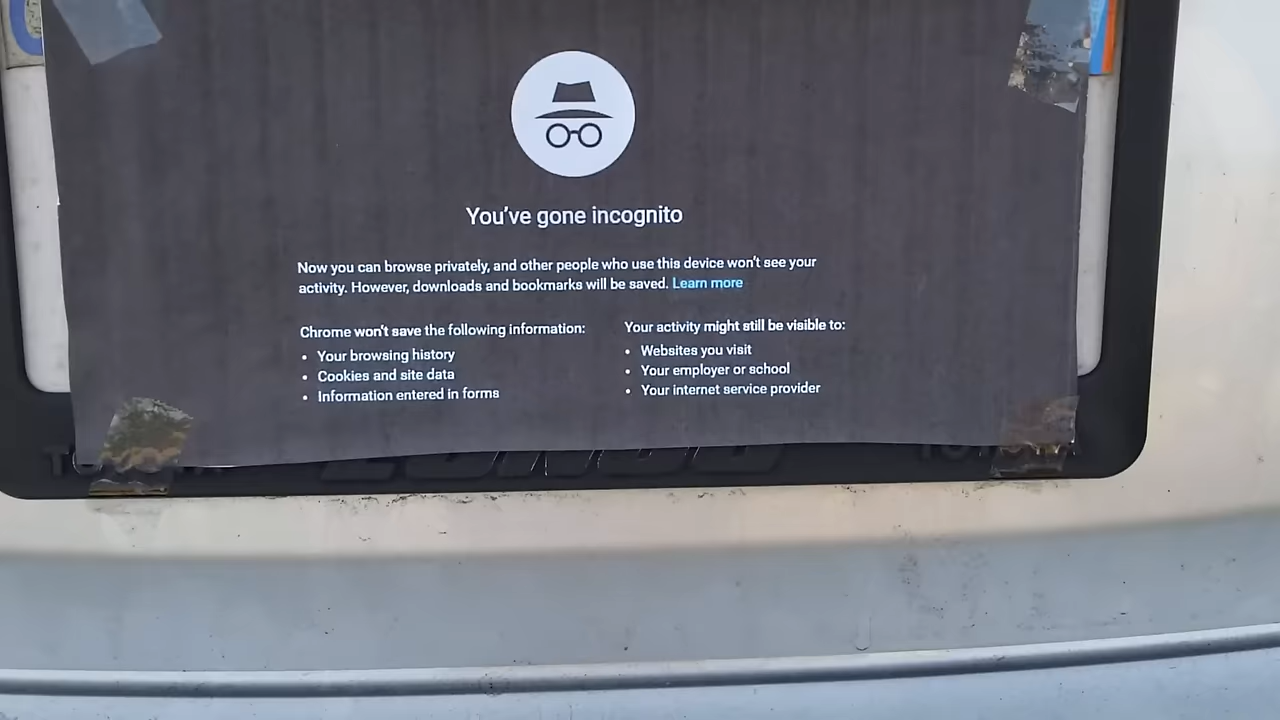 You've gone incognito
Now you can browse privately, and other people who use this device won't see your
activity. However, downloads and bookmarks will be saved. Learn more
Chrome won't save the following information:
• Your browsing history
• Cookies and site data
• Information entered in forms
Your activity might still be visible to:
• Websites you visit
• Your employer or school
• Your internet service provider